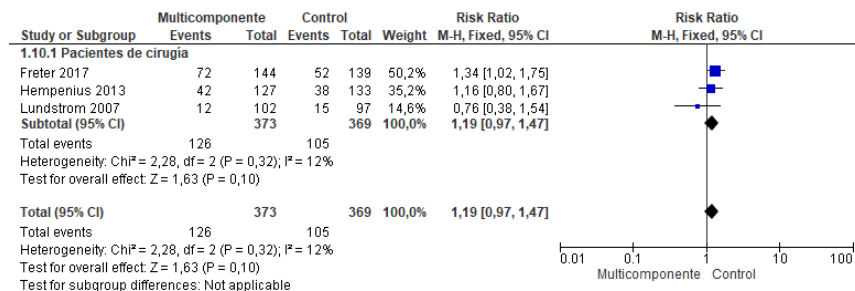 Multicomponente Control Risk Ratio Risk Ratio
Study or Subgroup Events Total Events Total Weight M-H, Fixed, 95% CI M-H, Fixed, 95% CI
1.10.1 Pacientes de cirugía
Freter 2017 72 144 52 139 50,2% 1,34 [1,02, 1,75]
Hempenius 2013 42 127 38 133 35,2% 1,16 [0,80, 1,67]
Lundstrom 2007 12 102 15 97 14,6% 0,76 [0,38, 1,54]
Subtotal (95% CI) 373 369 100,0% 1,19 [0,97, 1,47]
Total events 126 105
Heterogeneity: Chi² = 2,28, df = 2 (P = 0,32); I² = 12%
Test for overall effect: Z = 1,63 (P = 0,10)
Total (95% CI) 373 369 100,0% 1,19 [0,97, 1,47]
Total events 126 105
Heterogeneity: Chi² = 2,28, df = 2 (P = 0,32); I² = 12%
Test for overall effect: Z = 1,63 (P = 0,10)
Test for subgroup differences: Not applicable
0.01 0.1 1 10 100
Multicomponente Control